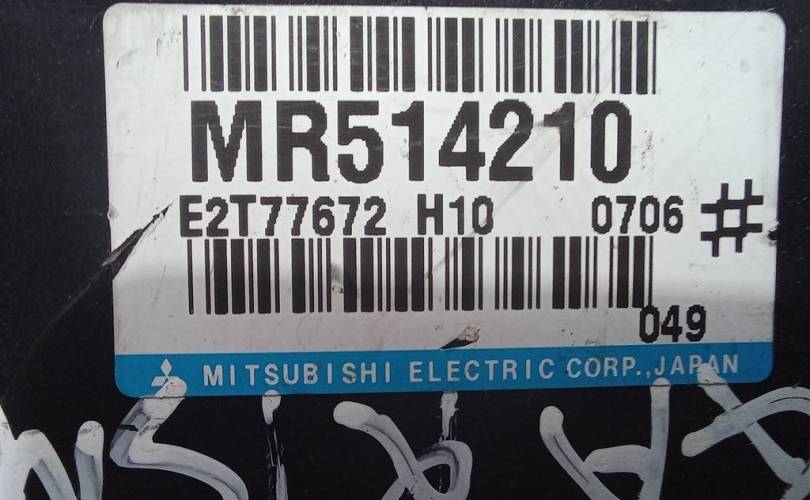 MR514210
E2T77672 H10 0706 #
049
MITSUBISHI ELECTRIC CORP.,JAPAN